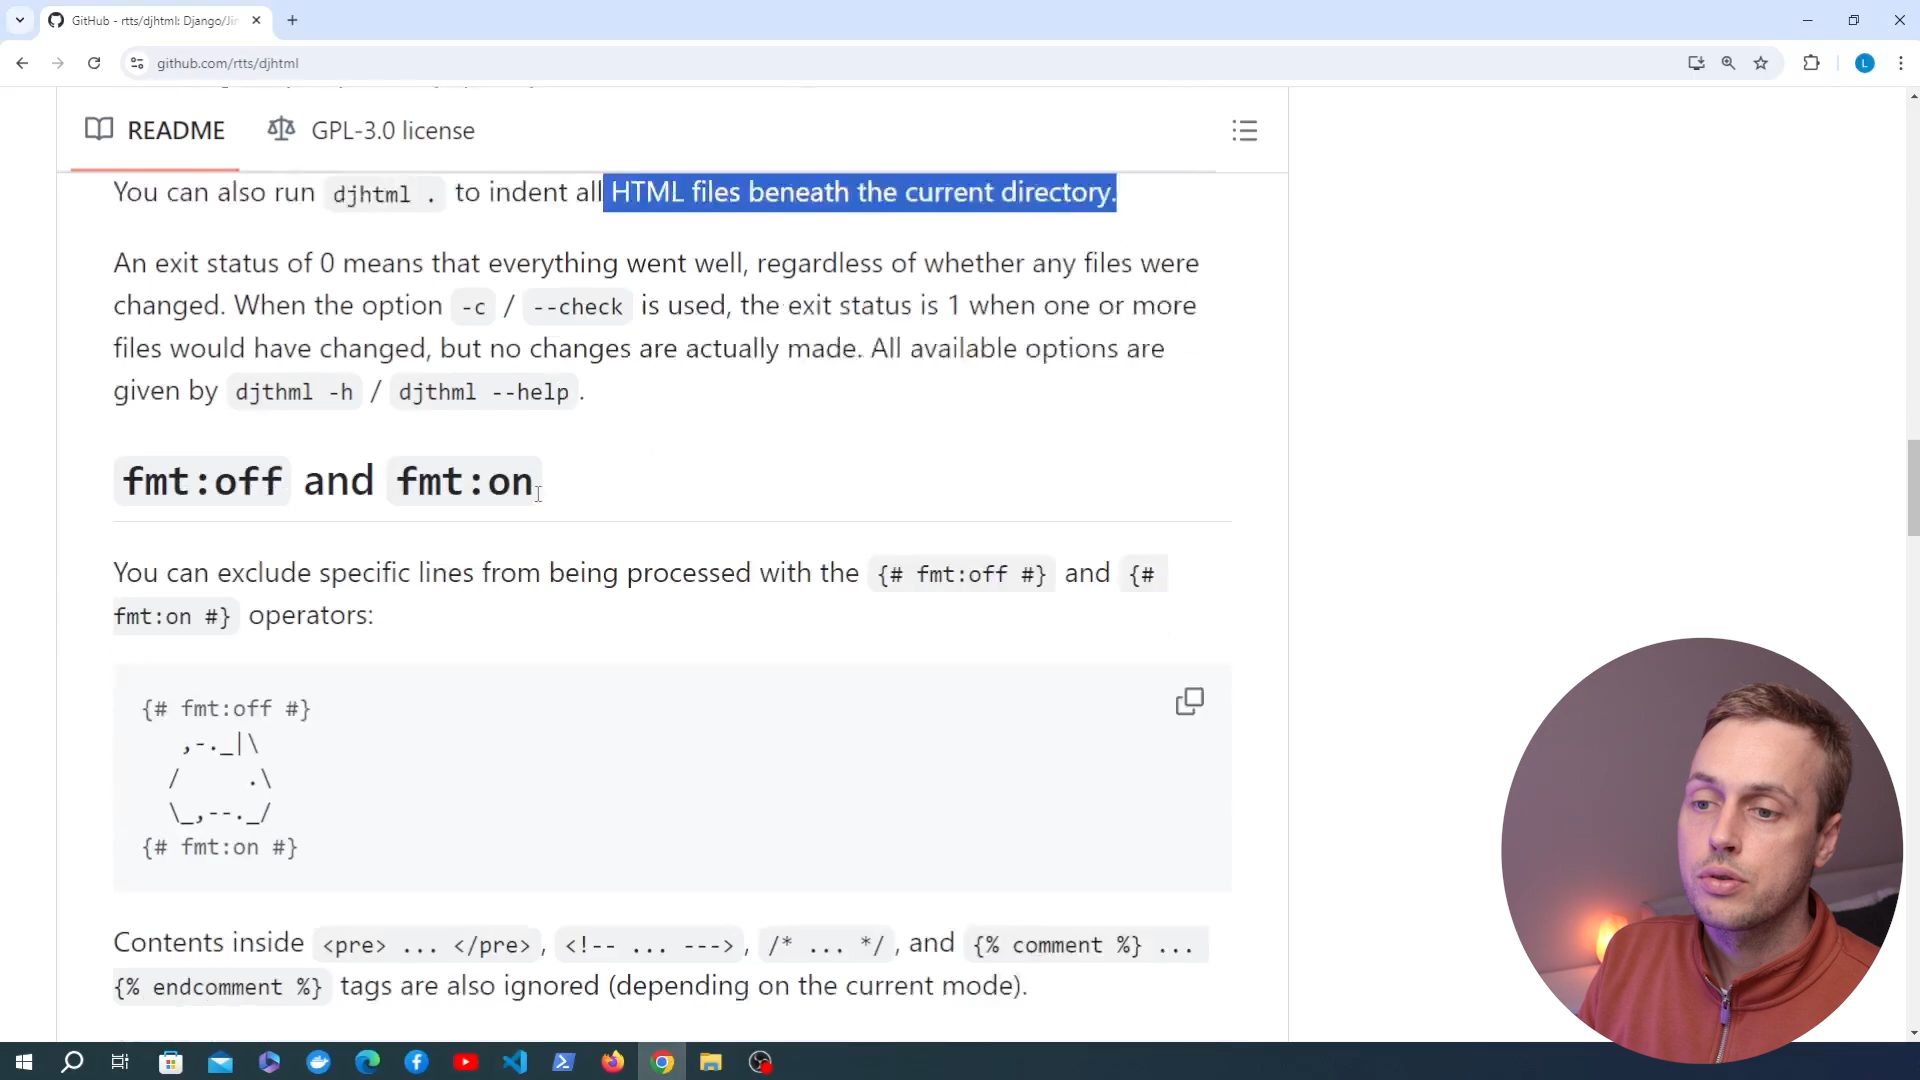 GitHub - rtts/djhtml: Django/Jin
github.com/rtts/djhtml
L
README
GPL-3.0 license
You can also run djhtml . to indent all HTML files beneath the current directory.
An exit status of 0 means that everything went well, regardless of whether any files were
changed. When the option -c / --check is used, the exit status is 1 when one or more
files would have changed, but no changes are actually made. All available options are
given by djthml -h / djthml --help .
fmt:off and fmt:on
You can exclude specific lines from being processed with the {# fmt:off #} and {#
fmt:on #} operators:
{# fmt:off #}
   ,-._|\
  /     .\
  \_,--._/
{# fmt:on #}
Contents inside <pre> ... </pre> , <!-- ... ---> , /* ... */ , and {% comment %} ...
{% endcomment %} tags are also ignored (depending on the current mode).